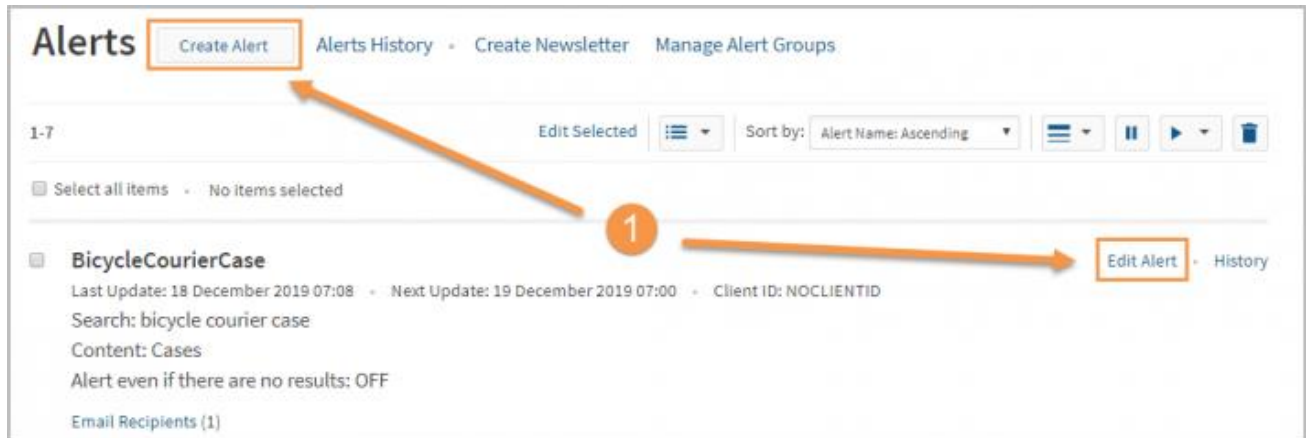 Alerts Create Alert Alerts History - Create Newsletter Manage Alert Groups
1-7 Edit Selected Sort by: Alert Name: Ascending
Select all items - No items selected
1
BicycleCourierCase Edit Alert - History
Last Update: 18 December 2019 07:08 - Next Update: 19 December 2019 07:00 - Client ID: NOCLIENTID
Search: bicycle courier case
Content: Cases
Alert even if there are no results: OFF
Email Recipients (1)